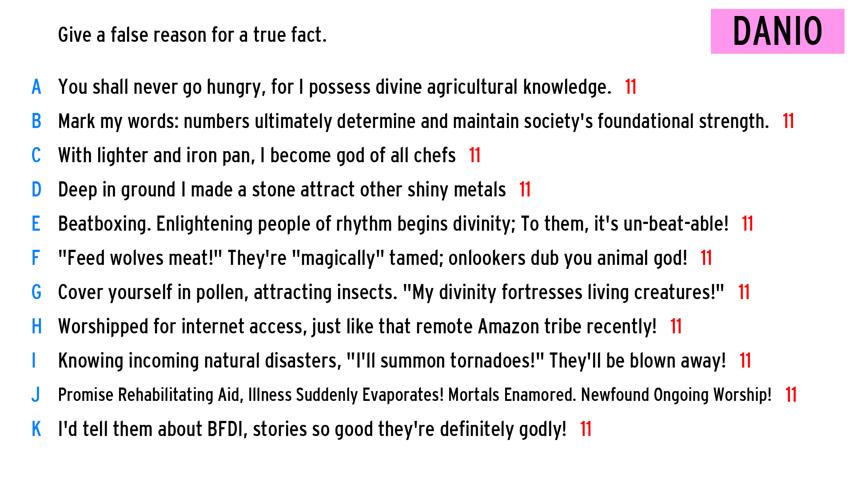 Give a false reason for a true fact.
DANIO
A You shall never go hungry, for I possess divine agricultural knowledge. 11
B Mark my words: numbers ultimately determine and maintain society's foundational strength. 11
C With lighter and iron pan, I become god of all chefs 11
D Deep in ground I made a stone attract other shiny metals 11
E Beatboxing. Enlightening people of rhythm begins divinity; To them, it's un-beat-able! 11
F "Feed wolves meat!" They're "magically" tamed; onlookers dub you animal god! 11
G Cover yourself in pollen, attracting insects. "My divinity fortresses living creatures!" 11
H Worshipped for internet access, just like that remote Amazon tribe recently! 11
I Knowing incoming natural disasters, "I'll summon tornadoes!" They'll be blown away! 11
J Promise Rehabilitating Aid, Illness Suddenly Evaporates! Mortals Enamored. Newfound Ongoing Worship! 11
K I'd tell them about BFDI, stories so good they're definitely godly! 11